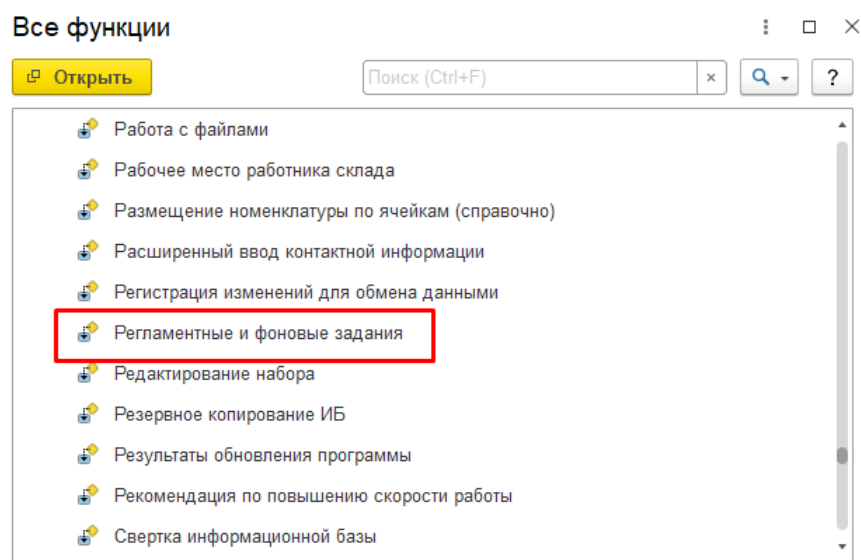 Все функции
Открыть
Поиск (Ctrl+F)
?
Работа с файлами
Рабочее место работника склада
Размещение номенклатуры по ячейкам (справочно)
Расширенный ввод контактной информации
Регистрация изменений для обмена данными
Регламентные и фоновые задания
Редактирование набора
Резервное копирование ИБ
Результаты обновления программы
Рекомендация по повышению скорости работы
Свертка информационной базы